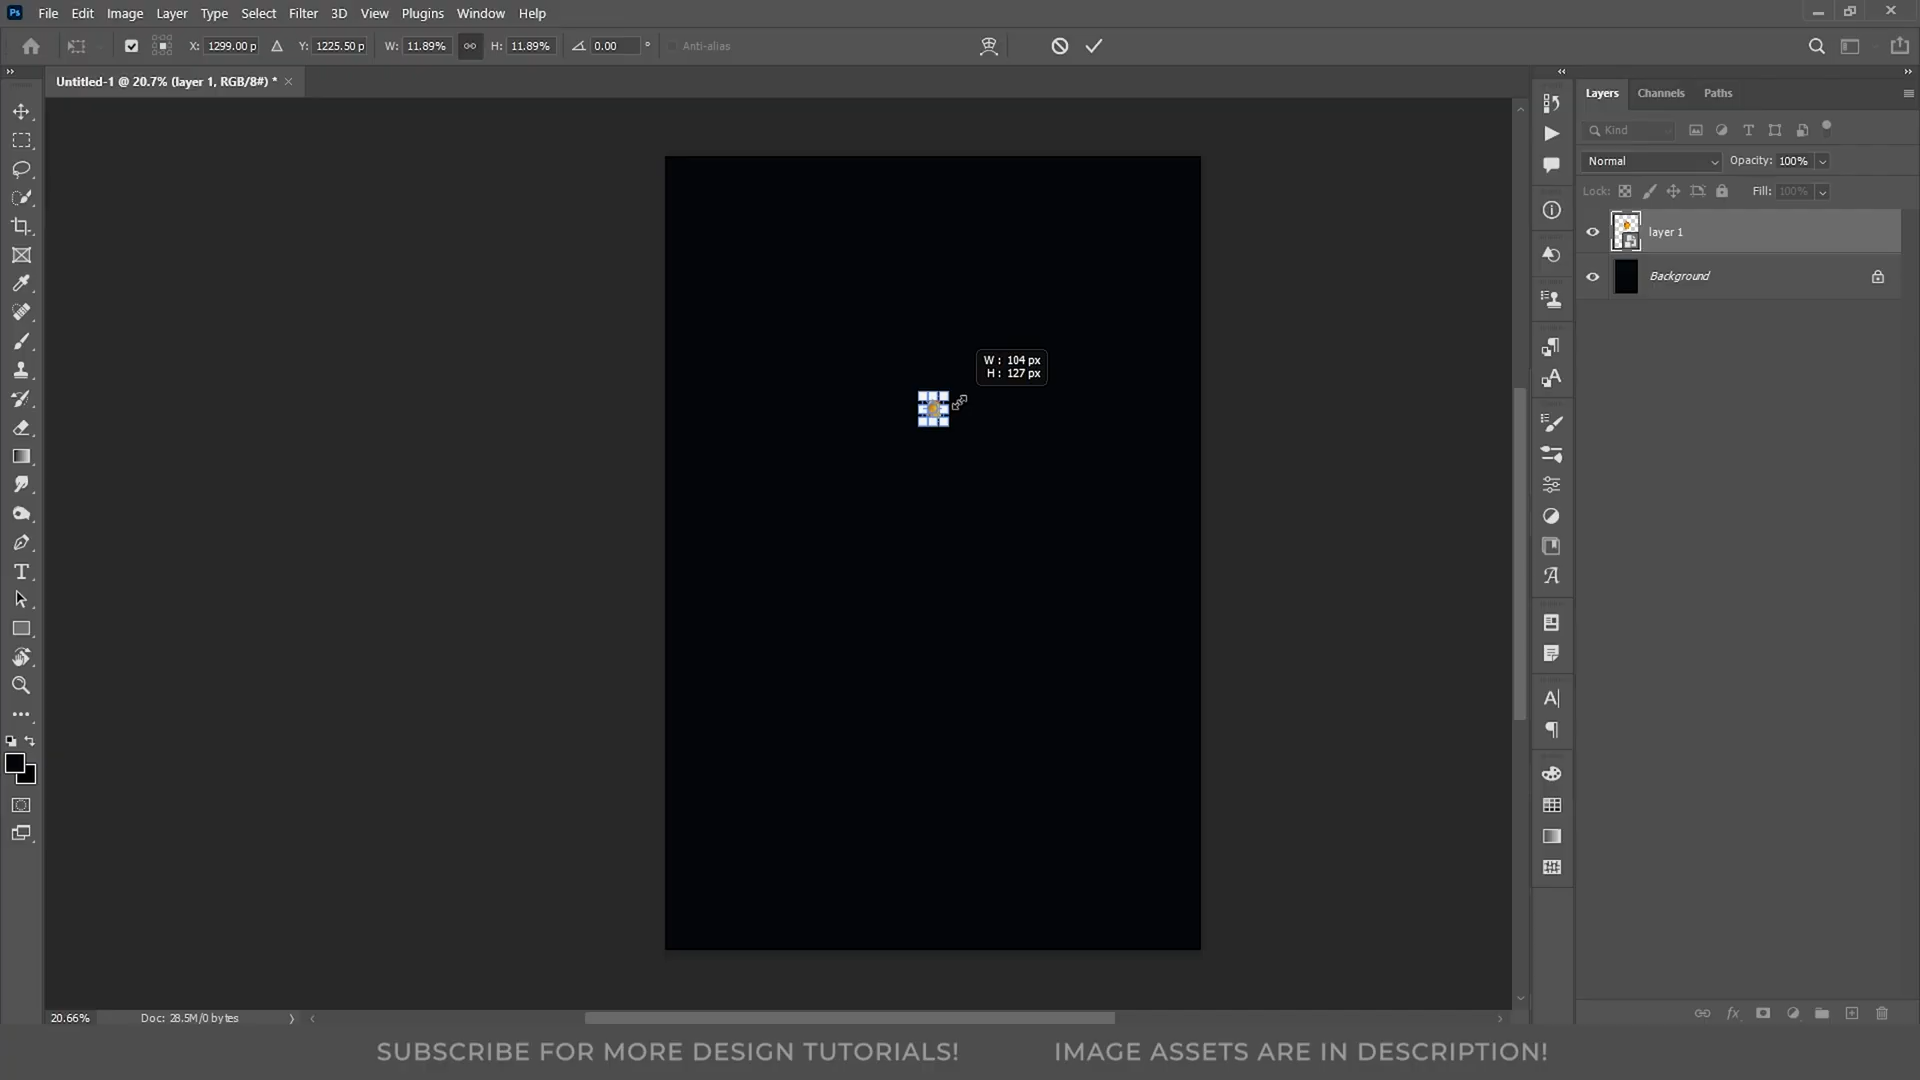 Ps File Edit Image Layer Type Select Filter 3D View Plugins Window Help
X: 1299.00 p Y: 1225.50 p W: 11.89% H: 11.89% 0.00 ° Anti-alias
Untitled-1 @ 20.7% (layer 1, RGB/8#) * ×
Layers Channels Paths
Kind
Normal Opacity: 100%
Lock: Fill: 100%
layer 1
Background
W : 104 px
H : 127 px
20.66% Doc: 28.5M/0 bytes
SUBSCRIBE FOR MORE DESIGN TUTORIALS! IMAGE ASSETS ARE IN DESCRIPTION!